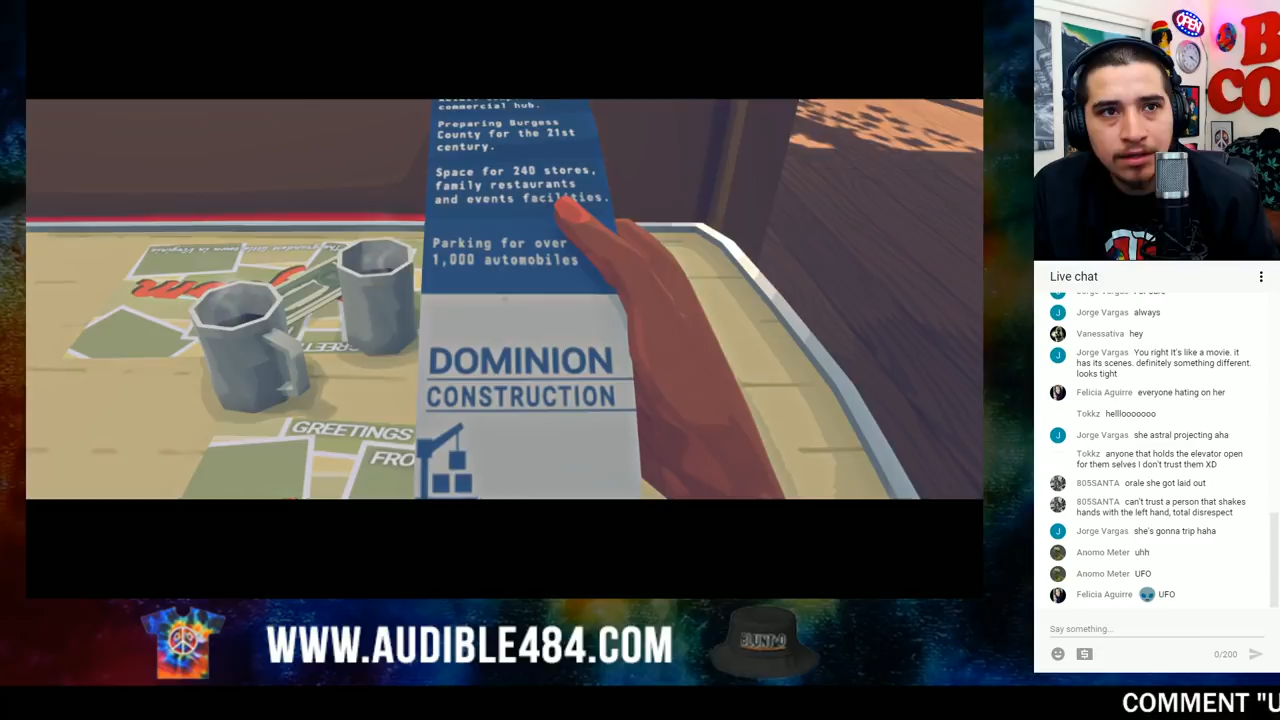 commercial hub.
Preparing Burgess
County for the 21st
century.
Space for 240 stores,
family restaurants
and events facilities.
Parking for over
1,000 automobiles
DOMINION
CONSTRUCTION
GREETINGS
FRO
WWW.AUDIBLE484.COM
BLUNT
OPEN
B
CO
Live chat
Jorge Vargas always
Vanessativa hey
Jorge Vargas You right it's like a movie. it
has its scenes. definitely something different.
looks tight
Felicia Aguirre everyone hating on her
Tokkz hellloooooo
Jorge Vargas she astral projecting aha
Tokkz anyone that holds the elevator open
for them selves I don't trust them XD
805SANTA orale she got laid out
805SANTA can't trust a person that shakes
hands with the left hand, total disrespect
Jorge Vargas she's gonna trip haha
Anomo Meter uhh
Anomo Meter UFO
Felicia Aguirre UFO
Say something...
0/200
COMMENT "U